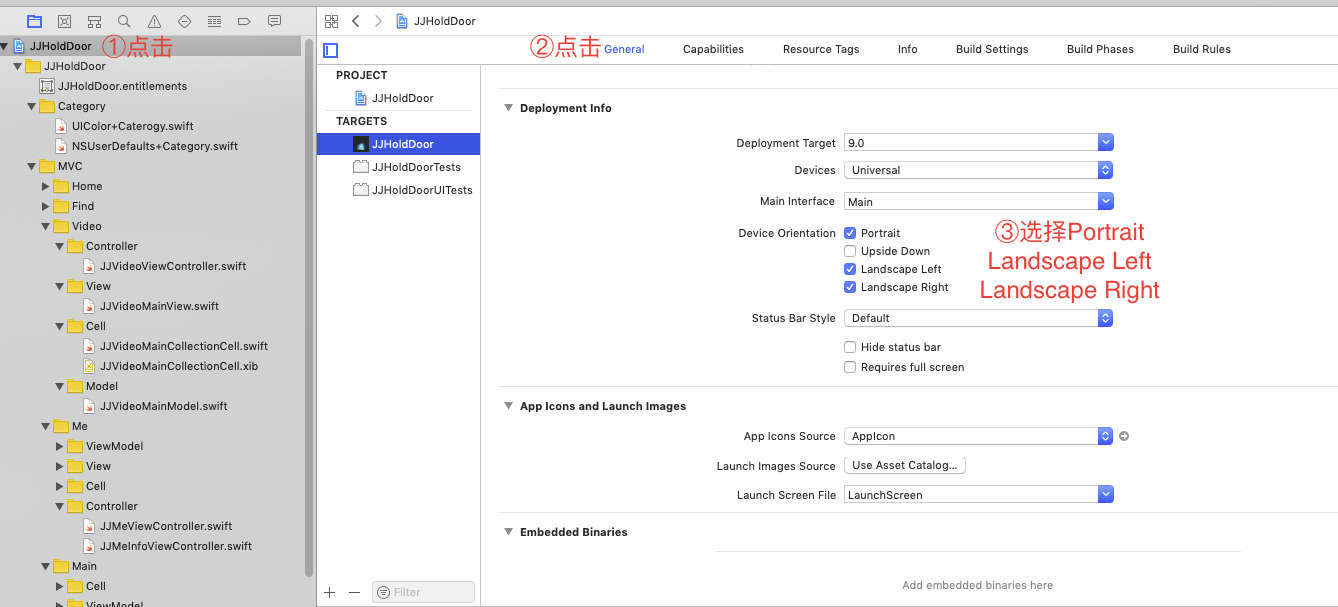 JJHoldDoor
JJHoldDoor ①点击
②点击 General Capabilities Resource Tags Info Build Settings Build Phases Build Rules
JJHoldDoor
JJHoldDoor.entitlements
Category
UIColor+Caterogy.swift
NSUserDefaults+Category.swift
MVC
Home
Find
Video
Controller
JJVideoViewController.swift
View
JJVideoMainView.swift
Cell
JJVideoMainCollectionCell.swift
JJVideoMainCollectionCell.xib
Model
JJVideoMainModel.swift
Me
ViewModel
View
Cell
Controller
JJMeViewController.swift
JJMeInfoViewController.swift
Main
Cell
ViewModel
PROJECT
JJHoldDoor
TARGETS
JJHoldDoor
JJHoldDoorTests
JJHoldDoorUITests
Filter
Deployment Info
Deployment Target 9.0
Devices Universal
Main Interface Main
Device Orientation Portrait
Upside Down
Landscape Left
Landscape Right
③选择Portrait
Landscape Left
Landscape Right
Status Bar Style Default
Hide status bar
Requires full screen
App Icons and Launch Images
App Icons Source AppIcon
Launch Images Source Use Asset Catalog...
Launch Screen File LaunchScreen
Embedded Binaries
Add embedded binaries here